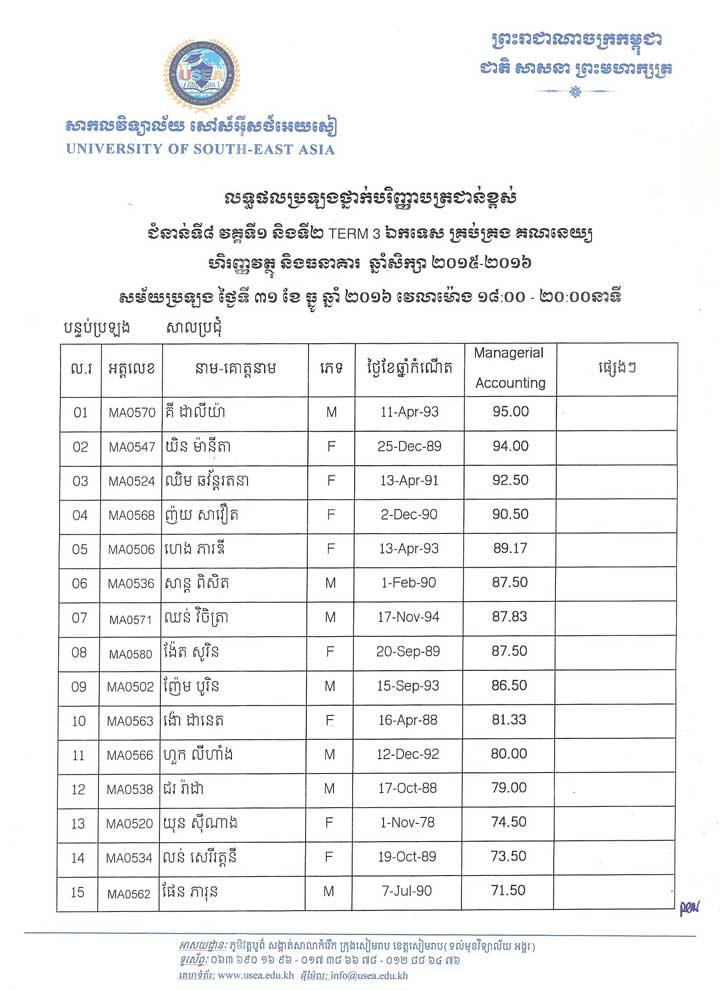 ព្រះរាជាណាចក្រកម្ពុជា
ជាតិ សាសនា ព្រះមហាក្សត្រ
USEA
សាកលវិទ្យាល័យ សៅស៍អ៊ីសថ៍អេយសៀ
UNIVERSITY OF SOUTH-EAST ASIA
លទ្ធផលប្រឡងថ្នាក់បរិញ្ញាបត្រជាន់ខ្ពស់
ជំនាន់ទី៨ វគ្គទី១ និងទី២ TERM 3 ឯកទេស គ្រប់គ្រង គណនេយ្យ
ហិរញ្ញវត្ថុ និងធនាគារ ឆ្នាំសិក្សា ២០១៥-២០១៦
សម័យប្រឡង ថ្ងៃទី ៣១ ខែ ធ្នូ ឆ្នាំ ២០១៦ វេលាម៉ោង ១៨:០០ - ២០:០០នាទី
បន្ទប់ប្រឡង សាលប្រជុំ
ល.រ អត្តលេខ នាម-គោត្តនាម ភេទ ថ្ងៃខែឆ្នាំកំណើត Managerial Accounting ផ្សេងៗ
01 MA0570 គី ដាលីយ៉ា M 11-Apr-93 95.00
02 MA0547 យិន ម៉ានីតា F 25-Dec-89 94.00
03 MA0524 ឈិម ឆវន្ត័រតនា F 13-Apr-91 92.50
04 MA0568 ញ៉យ សាវឿត F 2-Dec-90 90.50
05 MA0506 ហេង ភារឌី F 13-Apr-93 89.17
06 MA0536 សាន្ត ពិសិត M 1-Feb-90 87.50
07 MA0571 ឈន់ វិចិត្រា M 17-Nov-94 87.83
08 MA0580 ង៉ែត សូរិន F 20-Sep-89 87.50
09 MA0502 ញ៉ែម បូរិន M 15-Sep-93 86.50
10 MA0563 ង៉ោ ដានេត F 16-Apr-88 81.33
11 MA0566 ហួក លីហាំង M 12-Dec-92 80.00
12 MA0538 ជរ រ៉ាដា M 17-Oct-88 79.00
13 MA0520 យុន ស៊ីណាង F 1-Nov-78 74.50
14 MA0534 លន់ សេរីរត្តនី F 19-Oct-89 73.50
15 MA0562 ផែន ភារុន M 7-Jul-90 71.50
អាសយដ្ឋាន: ភូមិវត្តបូព៌ សង្កាត់សាលាកំរើក ក្រុងសៀមរាប ខេត្តសៀមរាប( ទល់មុខវិទ្យាល័យ អង្គរ )
ទូរស័ព្ទ: ០៦៣ ៦៩០ ១៦ ៩៦ - ០១៧ ៣៨ ៦៦ ៧៨ - ០១២ ៨៨ ៦៤ ៧៦
គេហទំព័រ: www.usea.edu.kh អ៊ីម៉ែល: info@usea.edu.kh